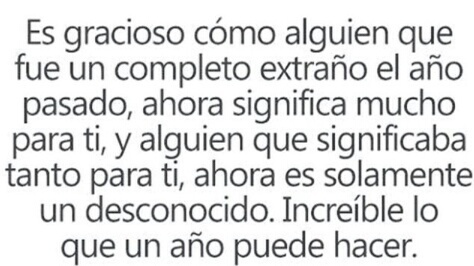 Es gracioso cómo alguien que
fue un completo extraño el año
pasado, ahora significa mucho
para ti, y alguien que significaba
tanto para ti, ahora es solamente
un desconocido. Increíble lo
que un año puede hacer.